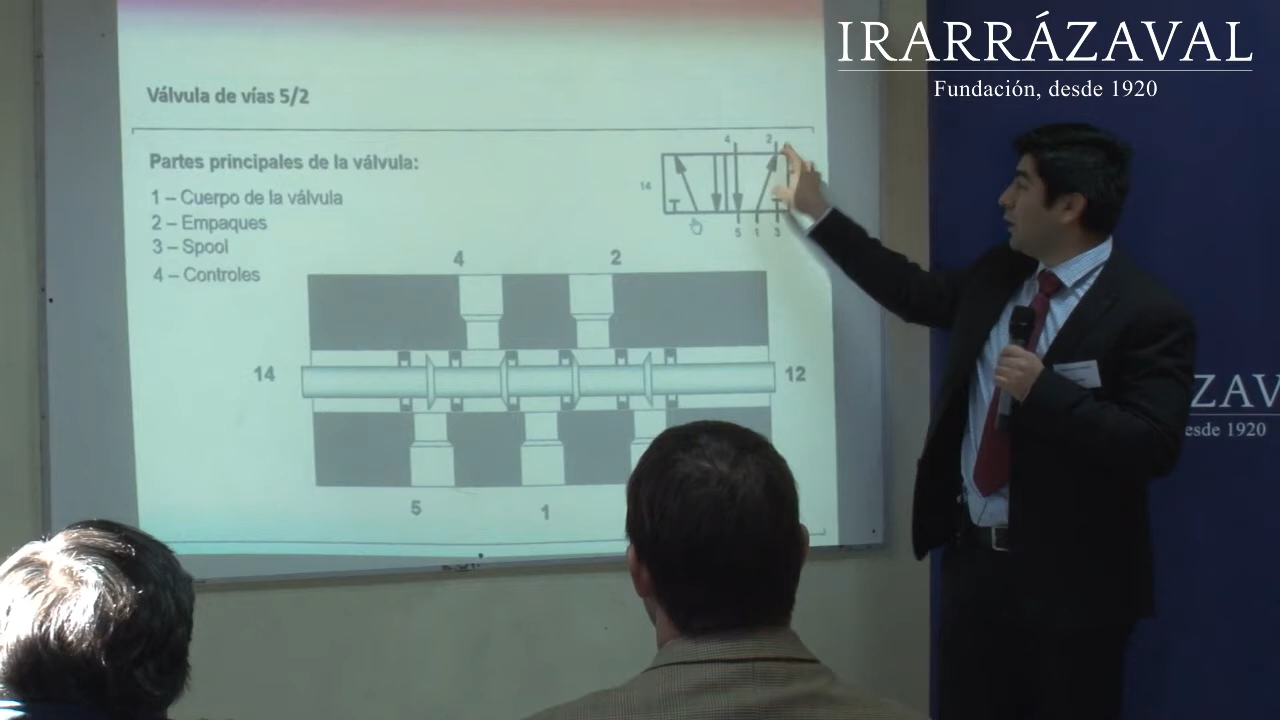 IRARRÁZAVAL
Fundación, desde 1920
Válvula de vías 5/2
Partes principales de la válvula:
1 – Cuerpo de la válvula
2 – Empaques
3 – Spool
4 – Controles
4 2
14
5 1 3
4 2
14 12
5 1
ZAV
esde 1920